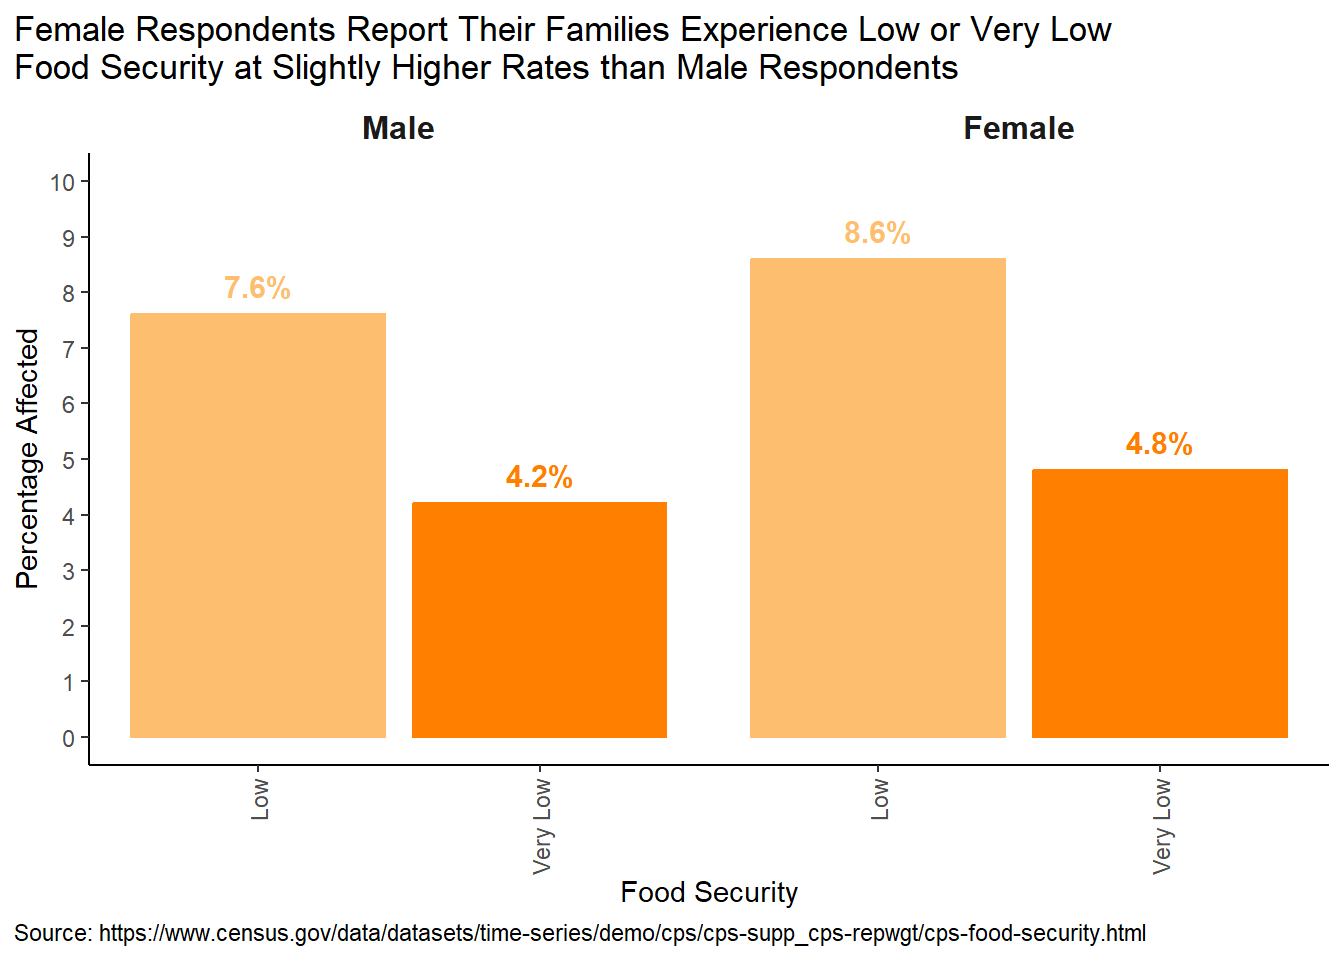 Female Respondents Report Their Families Experience Low or Very Low
Food Security at Slightly Higher Rates than Male Respondents
Male
Female
Percentage Affected
10
9
8
7
6
5
4
3
2
1
0
7.6%
4.2%
8.6%
4.8%
Low
Very Low
Low
Very Low
Food Security
Source: https://www.census.gov/data/datasets/time-series/demo/cps/cps-supp_cps-repwgt/cps-food-security.html